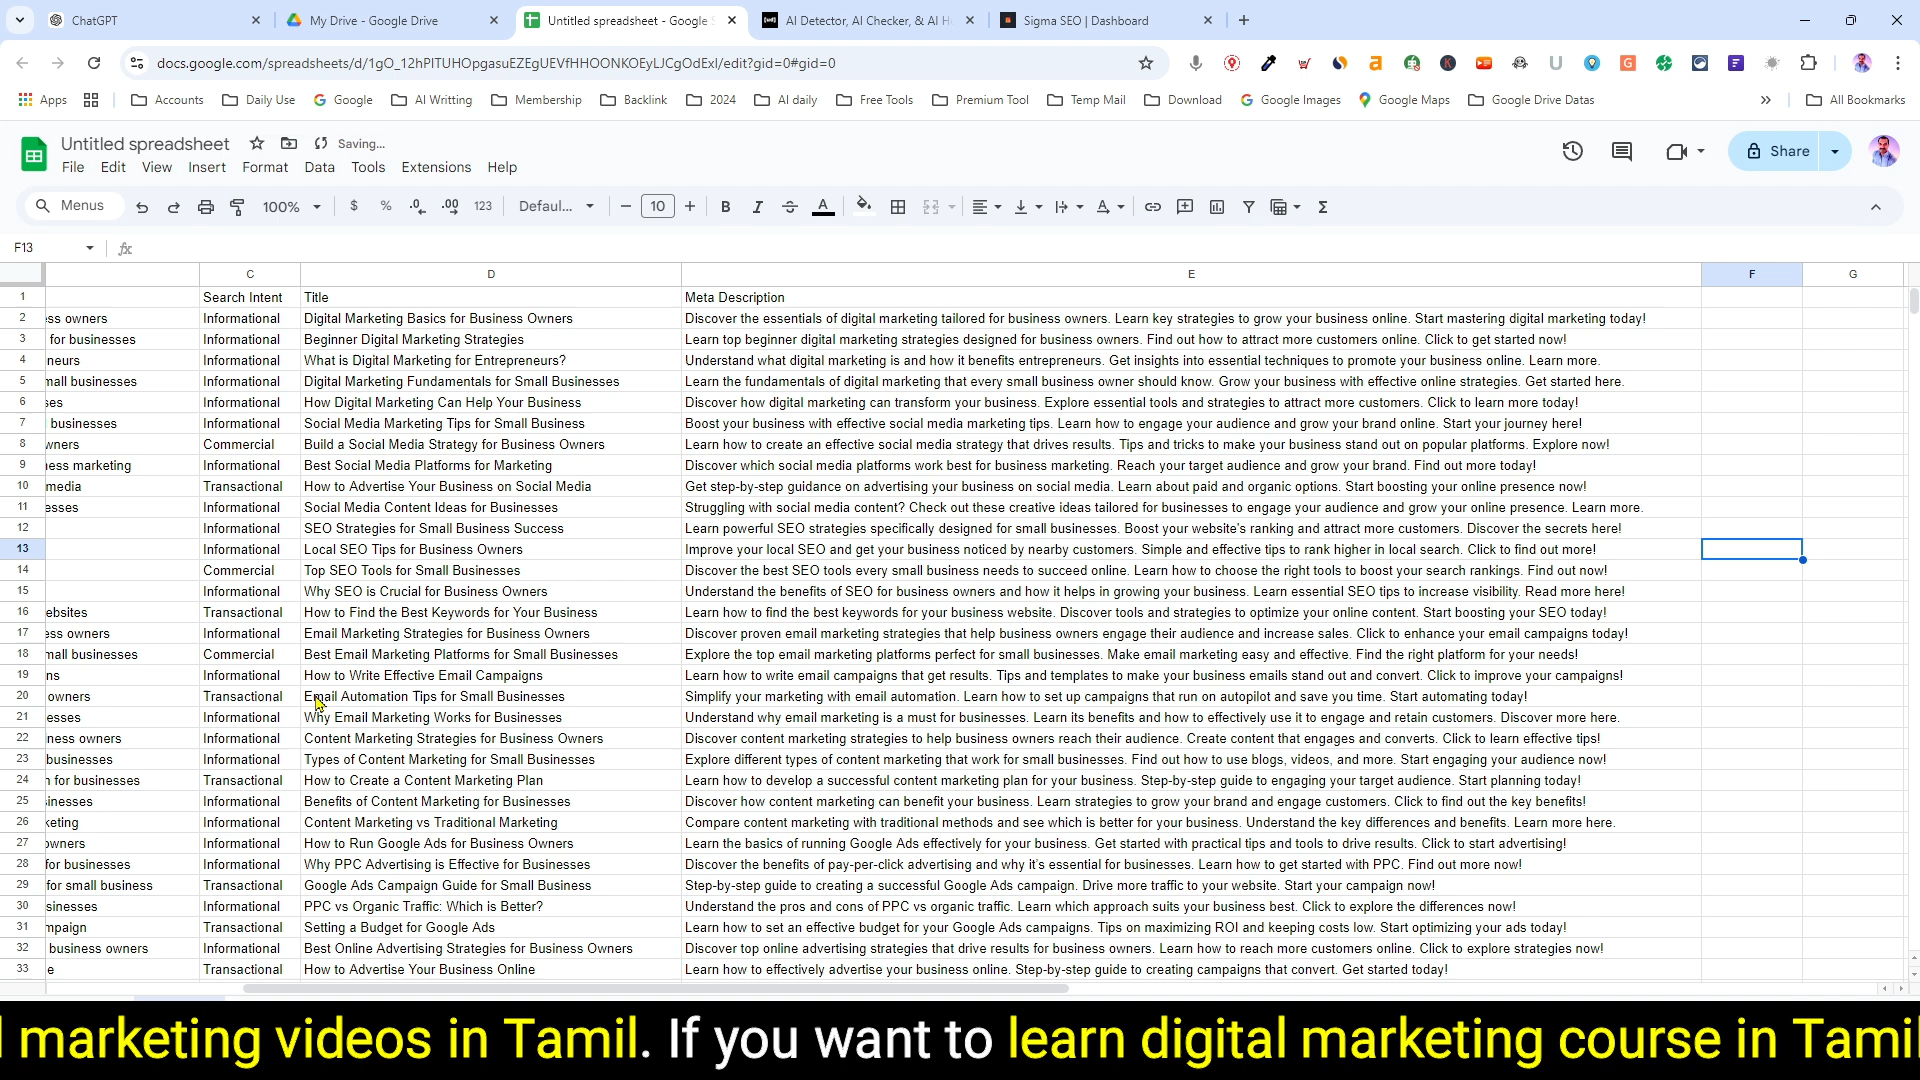 ChatGPT
My Drive - Google Drive
Untitled spreadsheet - Google S
AI Detector, AI Checker, & AI H
Sigma SEO | Dashboard
docs.google.com/spreadsheets/d/1gO_12hPlTUHOpgasuEZEgUEVfHHOONKOEyLJCgOdExI/edit?gid=0#gid=0
Apps Accounts Daily Use Google AI Writting Membership Backlink 2024 AI daily Free Tools Premium Tool Temp Mail Download Google Images Google Maps Google Drive Datas All Bookmarks
Untitled spreadsheet Saving...
File Edit View Insert Format Data Tools Extensions Help
Share
Menus 100% $ % .0 .00 123 Defaul... 10 B I A
F13 fx
C D E F G
1 Search Intent Title Meta Description
2 ss owners Informational Digital Marketing Basics for Business Owners Discover the essentials of digital marketing tailored for business owners. Learn key strategies to grow your business online. Start mastering digital marketing today!
3 for businesses Informational Beginner Digital Marketing Strategies Learn top beginner digital marketing strategies designed for business owners. Find out how to attract more customers online. Click to get started now!
4 neurs Informational What is Digital Marketing for Entrepreneurs? Understand what digital marketing is and how it benefits entrepreneurs. Get insights into essential techniques to promote your business online. Learn more.
5 mall businesses Informational Digital Marketing Fundamentals for Small Businesses Learn the fundamentals of digital marketing that every small business owner should know. Grow your business with effective online strategies. Get started here.
6 ses Informational How Digital Marketing Can Help Your Business Discover how digital marketing can transform your business. Explore essential tools and strategies to attract more customers. Click to learn more today!
7 businesses Informational Social Media Marketing Tips for Small Business Boost your business with effective social media marketing tips. Learn how to engage your audience and grow your brand online. Start your journey here!
8 wners Commercial Build a Social Media Strategy for Business Owners Learn how to create an effective social media strategy that drives results. Tips and tricks to make your business stand out on popular platforms. Explore now!
9 ness marketing Informational Best Social Media Platforms for Marketing Discover which social media platforms work best for business marketing. Reach your target audience and grow your brand. Find out more today!
10 media Transactional How to Advertise Your Business on Social Media Get step-by-step guidance on advertising your business on social media. Learn about paid and organic options. Start boosting your online presence now!
11 esses Informational Social Media Content Ideas for Businesses Struggling with social media content? Check out these creative ideas tailored for businesses to engage your audience and grow your online presence. Learn more.
12 Informational SEO Strategies for Small Business Success Learn powerful SEO strategies specifically designed for small businesses. Boost your website's ranking and attract more customers. Discover the secrets here!
13 Informational Local SEO Tips for Business Owners Improve your local SEO and get your business noticed by nearby customers. Simple and effective tips to rank higher in local search. Click to find out more!
14 Commercial Top SEO Tools for Small Businesses Discover the best SEO tools every small business needs to succeed online. Learn how to choose the right tools to boost your search rankings. Find out now!
15 Informational Why SEO is Crucial for Business Owners Understand the benefits of SEO for business owners and how it helps in growing your business. Learn essential SEO tips to increase visibility. Read more here!
16 ebsites Transactional How to Find the Best Keywords for Your Business Learn how to find the best keywords for your business website. Discover tools and strategies to optimize your online content. Start boosting your SEO today!
17 ess owners Informational Email Marketing Strategies for Business Owners Discover proven email marketing strategies that help business owners engage their audience and increase sales. Click to enhance your email campaigns today!
18 mall businesses Commercial Best Email Marketing Platforms for Small Businesses Explore the top email marketing platforms perfect for small businesses. Make email marketing easy and effective. Find the right platform for your needs!
19 ns Informational How to Write Effective Email Campaigns Learn how to write email campaigns that get results. Tips and templates to make your business emails stand out and convert. Click to improve your campaigns!
20 owners Transactional Email Automation Tips for Small Businesses Simplify your marketing with email automation. Learn how to set up campaigns that run on autopilot and save you time. Start automating today!
21 esses Informational Why Email Marketing Works for Businesses Understand why email marketing is a must for businesses. Learn its benefits and how to effectively use it to engage and retain customers. Discover more here.
22 ness owners Informational Content Marketing Strategies for Business Owners Discover content marketing strategies to help business owners reach their audience. Create content that engages and converts. Click to learn effective tips!
23 businesses Informational Types of Content Marketing for Small Businesses Explore different types of content marketing that work for small businesses. Find out how to use blogs, videos, and more. Start engaging your audience now!
24 n for businesses Transactional How to Create a Content Marketing Plan Learn how to develop a successful content marketing plan for your business. Step-by-step guide to engaging your target audience. Start planning today!
25 inesses Informational Benefits of Content Marketing for Businesses Discover how content marketing can benefit your business. Learn strategies to grow your brand and engage customers. Click to find out the key benefits!
26 keting Informational Content Marketing vs Traditional Marketing Compare content marketing with traditional methods and see which is better for your business. Understand the key differences and benefits. Learn more here.
27 owners Informational How to Run Google Ads for Business Owners Learn the basics of running Google Ads effectively for your business. Get started with practical tips and tools to drive results. Click to start advertising!
28 for businesses Informational Why PPC Advertising is Effective for Businesses Discover the benefits of pay-per-click advertising and why it's essential for businesses. Learn how to get started with PPC. Find out more now!
29 for small business Transactional Google Ads Campaign Guide for Small Business Step-by-step guide to creating a successful Google Ads campaign. Drive more traffic to your website. Start your campaign now!
30 sinesses Informational PPC vs Organic Traffic: Which is Better? Understand the pros and cons of PPC vs organic traffic. Learn which approach suits your business best. Click to explore the differences now!
31 mpaign Transactional Setting a Budget for Google Ads Learn how to set an effective budget for your Google Ads campaigns. Tips on maximizing ROI and keeping costs low. Start optimizing your ads today!
32 business owners Informational Best Online Advertising Strategies for Business Owners Discover top online advertising strategies that drive results for business owners. Learn how to reach more customers online. Click to explore strategies now!
33 e Transactional How to Advertise Your Business Online Learn how to effectively advertise your business online. Step-by-step guide to creating campaigns that convert. Get started today!
l marketing videos in Tamil. If you want to learn digital marketing course in Tamil